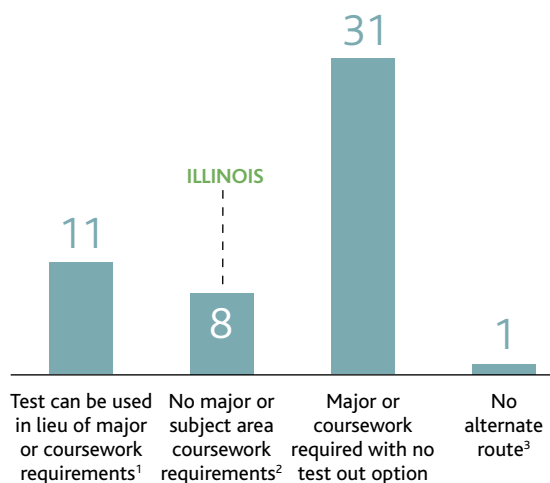 31
ILLINOIS
11
8
1
Test can be used
in lieu of major
or coursework
requirements¹
No major or
subject area
coursework
requirements²
Major or
coursework
required with no
test out option
No
alternate
route³